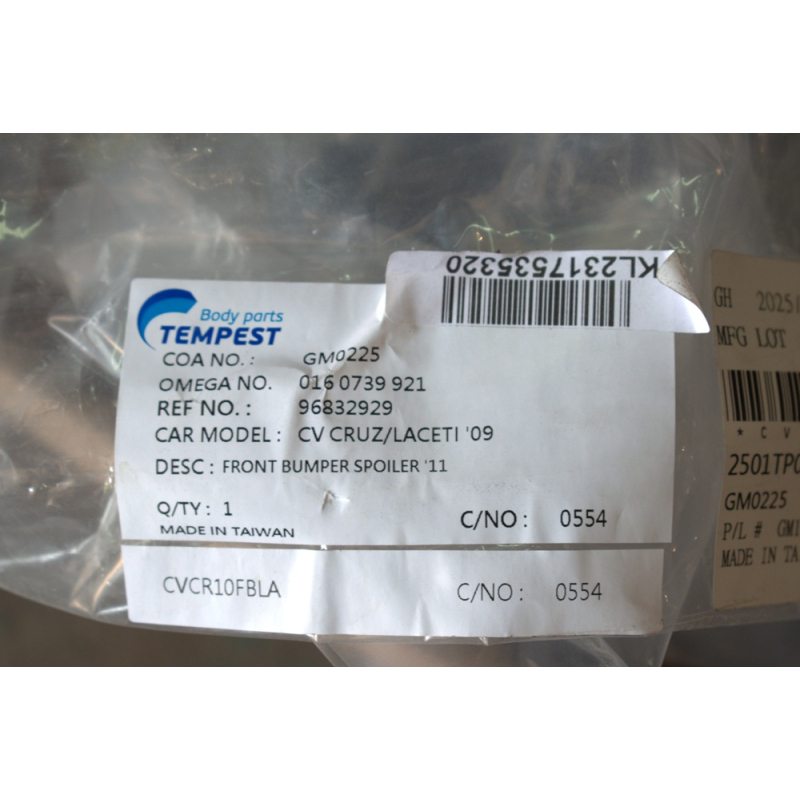 KL2317535320
Body parts
TEMPEST
COA NO. : GM0225
OMEGA NO. 016 0739 921
REF NO. : 96832929
CAR MODEL : CV CRUZ/LACETI '09
DESC : FRONT BUMPER SPOILER '11
Q/TY : 1
MADE IN TAIWAN
C/NO : 0554
CVCR10FBLA C/NO : 0554
GH 2025
MFG LOT
* C V
2501TP0
GM0225
P/L # GM1
MADE IN TA